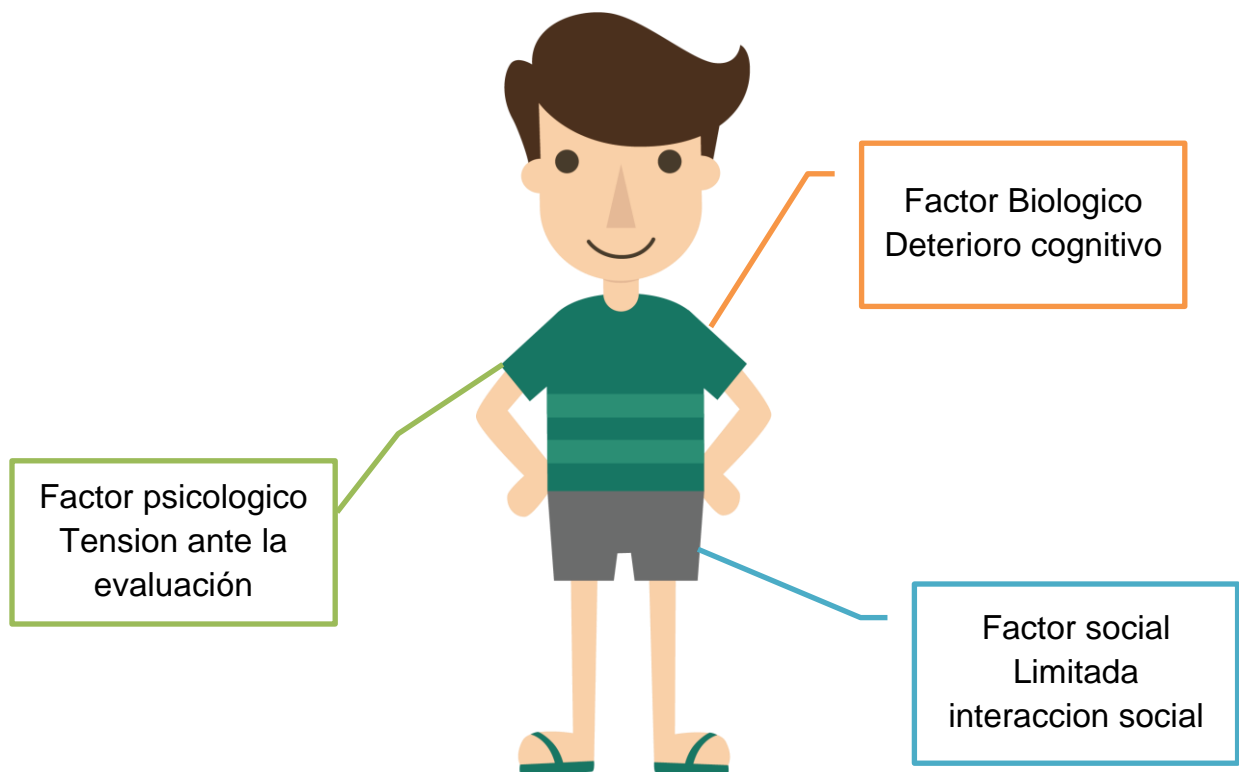 Factor Biologico
Deterioro cognitivo
Factor psicologico
Tension ante la
evaluación
Factor social
Limitada
interaccion social